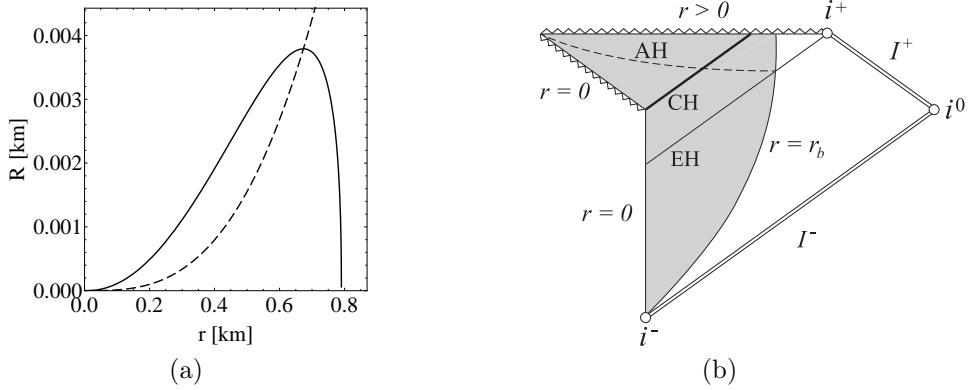 R [km]
0.004
0.003
0.002
0.001
0.000
0.0 0.2 0.4 0.6 0.8
r [km]
(a)
r > 0
i⁺
I⁺
AH
r = 0
CH
i⁰
EH
r = r_b
r = 0
I⁻
i⁻
(b)